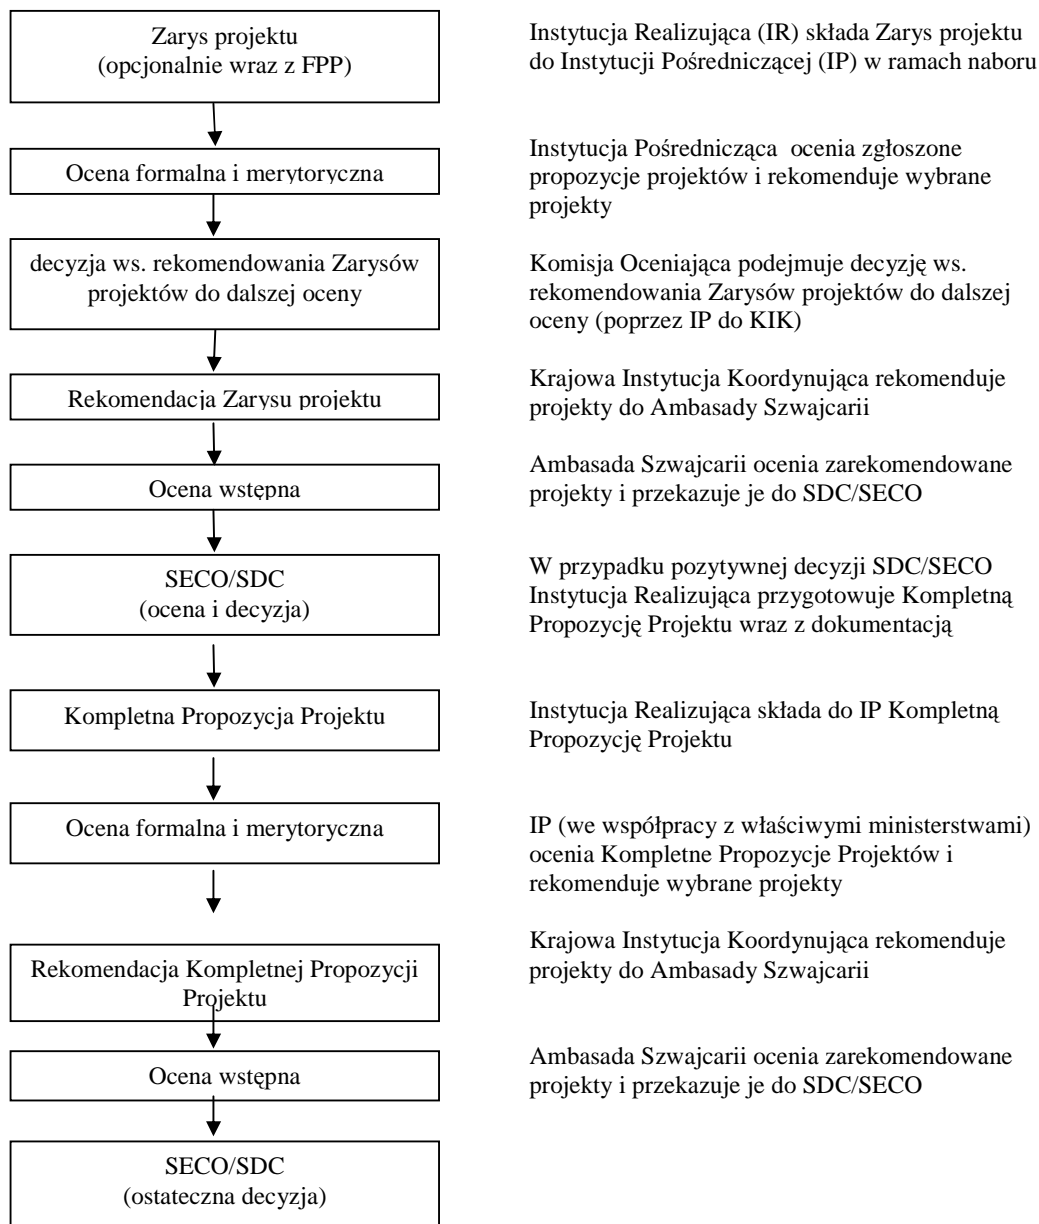 Zarys projektu
(opcjonalnie wraz z FPP)
Instytucja Realizująca (IR) składa Zarys projektu
do Instytucji Pośredniczącej (IP) w ramach naboru
Ocena formalna i merytoryczna
Instytucja Pośrednicząca ocenia zgłoszone
propozycje projektów i rekomenduje wybrane
projekty
decyzja ws. rekomendowania Zarysów
projektów do dalszej oceny
Komisja Oceniająca podejmuje decyzję ws.
rekomendowania Zarysów projektów do dalszej
oceny (poprzez IP do KIK)
Rekomendacja Zarysu projektu
Krajowa Instytucja Koordynująca rekomenduje
projekty do Ambasady Szwajcarii
Ocena wstępna
Ambasada Szwajcarii ocenia zarekomendowane
projekty i przekazuje je do SDC/SECO
SECO/SDC
(ocena i decyzja)
W przypadku pozytywnej decyzji SDC/SECO
Instytucja Realizująca przygotowuje Kompletną
Propozycję Projektu wraz z dokumentacją
Kompletna Propozycja Projektu
Instytucja Realizująca składa do IP Kompletną
Propozycję Projektu
Ocena formalna i merytoryczna
IP (we współpracy z właściwymi ministerstwami)
ocenia Kompletne Propozycje Projektów i
rekomenduje wybrane projekty
Rekomendacja Kompletnej Propozycji
Projektu
Krajowa Instytucja Koordynująca rekomenduje
projekty do Ambasady Szwajcarii
Ocena wstępna
Ambasada Szwajcarii ocenia zarekomendowane
projekty i przekazuje je do SDC/SECO
SECO/SDC
(ostateczna decyzja)